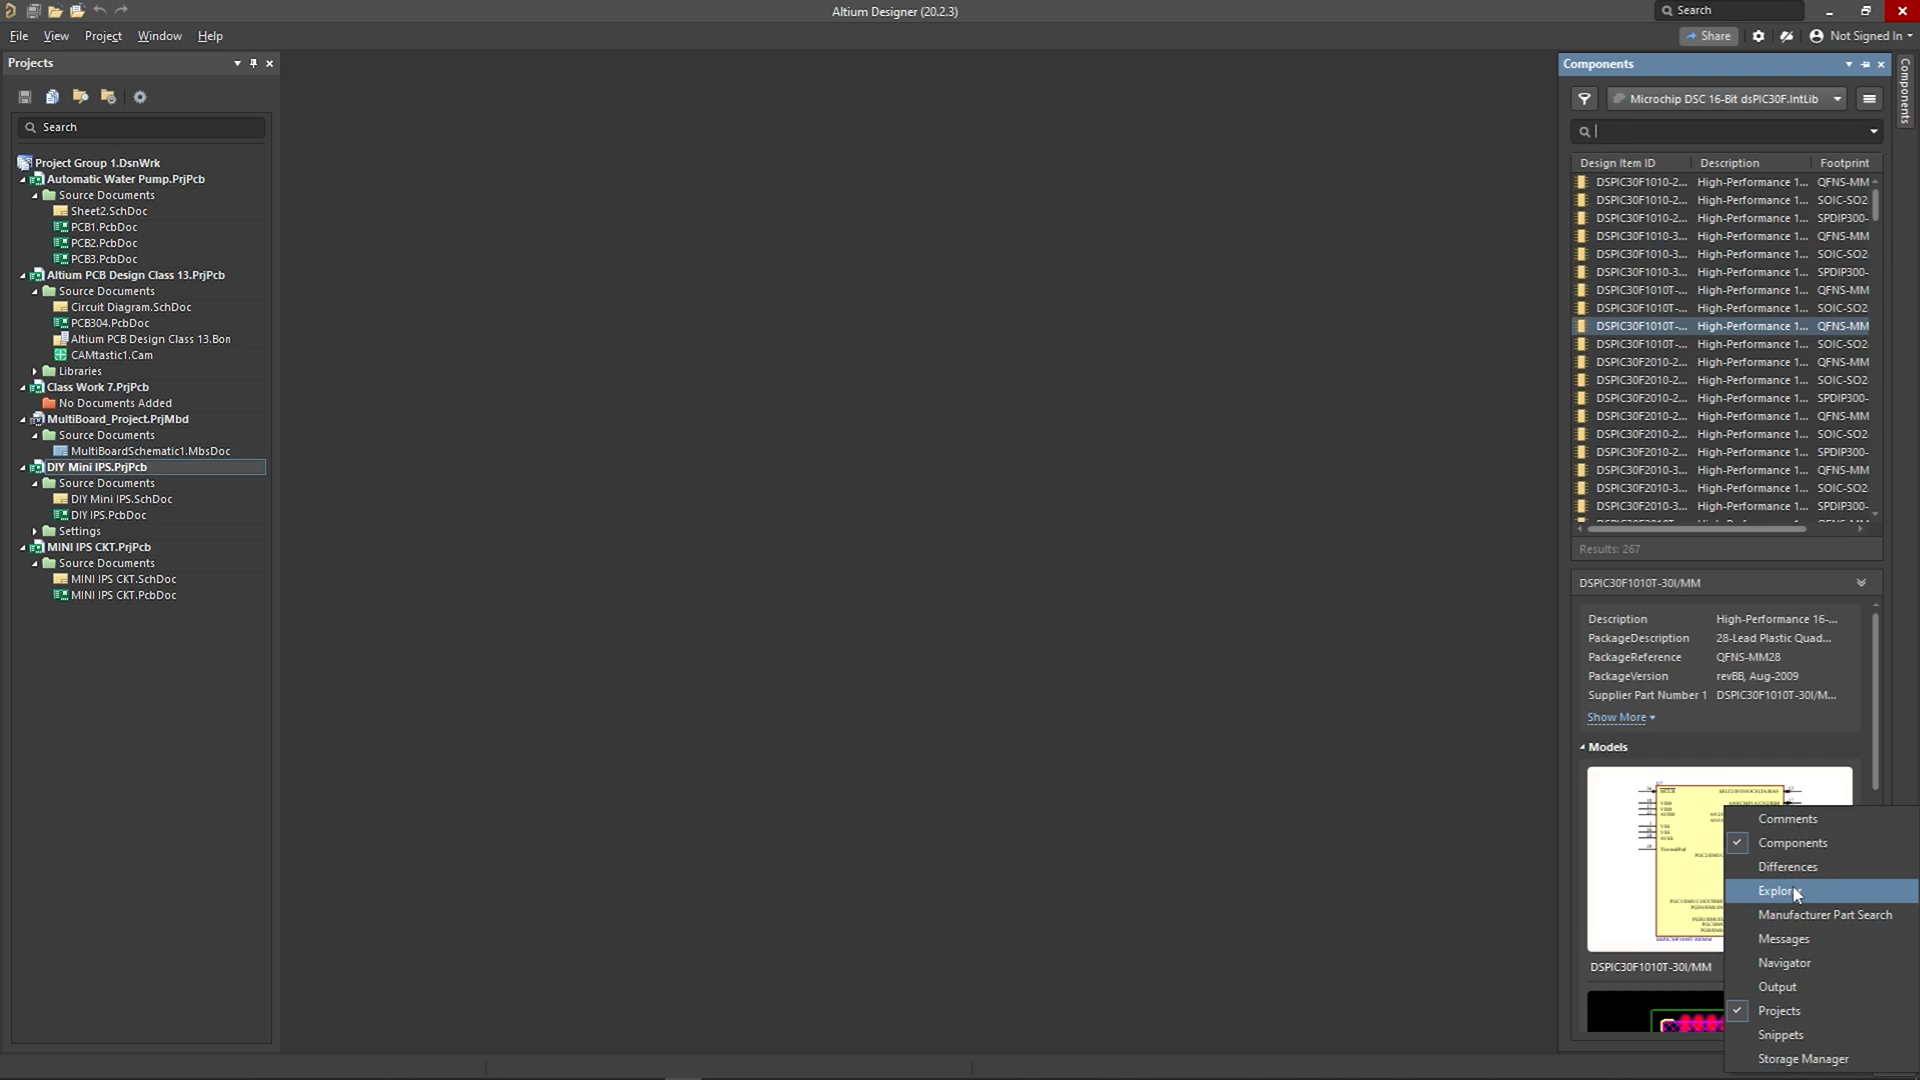 Altium Designer (20.2.3)
Search
File View Project Window Help
Share
Not Signed In
Projects
Search
Project Group 1.DsnWrk
Automatic Water Pump.PrjPcb
Source Documents
Sheet2.SchDoc
PCB1.PcbDoc
PCB2.PcbDoc
PCB3.PcbDoc
Altium PCB Design Class 13.PrjPcb
Source Documents
Circuit Diagram.SchDoc
PCB304.PcbDoc
Altium PCB Design Class 13.Bom
CAMtastic1.Cam
Libraries
Class Work 7.PrjPcb
No Documents Added
MultiBoard_Project.PrjMbd
Source Documents
MultiBoardSchematic1.MbsDoc
DIY Mini IPS.PrjPcb
Source Documents
DIY Mini IPS.SchDoc
DIY IPS.PcbDoc
Settings
MINI IPS CKT.PrjPcb
Source Documents
MINI IPS CKT.SchDoc
MINI IPS CKT.PcbDoc
Components
Components
Microchip DSC 16-Bit dsPIC30F.IntLib
Design Item ID Description Footprint
DSPIC30F1010-2... High-Performance 1... QFNS-MM
DSPIC30F1010-2... High-Performance 1... SOIC-SO2
DSPIC30F1010-2... High-Performance 1... SPDIP300-
DSPIC30F1010-3... High-Performance 1... QFNS-MM
DSPIC30F1010-3... High-Performance 1... SOIC-SO2
DSPIC30F1010-3... High-Performance 1... SPDIP300-
DSPIC30F1010T-... High-Performance 1... QFNS-MM
DSPIC30F1010T-... High-Performance 1... SOIC-SO2
DSPIC30F1010T-... High-Performance 1... QFNS-MM
DSPIC30F1010T-... High-Performance 1... SOIC-SO2
DSPIC30F2010-2... High-Performance 1... QFNS-MM
DSPIC30F2010-2... High-Performance 1... SOIC-SO2
DSPIC30F2010-2... High-Performance 1... SPDIP300-
DSPIC30F2010-2... High-Performance 1... QFNS-MM
DSPIC30F2010-2... High-Performance 1... SOIC-SO2
DSPIC30F2010-2... High-Performance 1... SPDIP300-
DSPIC30F2010-3... High-Performance 1... QFNS-MM
DSPIC30F2010-3... High-Performance 1... SOIC-SO2
DSPIC30F2010-3... High-Performance 1... SPDIP300-
Results: 267
DSPIC30F1010T-30I/MM
Description High-Performance 16-...
PackageDescription 28-Lead Plastic Quad...
PackageReference QFNS-MM28
PackageVersion revBB, Aug-2009
Supplier Part Number 1 DSPIC30F1010T-30I/M...
Show More
Models
DSPIC30F1010T-30I/MM
Comments
Components
Differences
Explorer
Manufacturer Part Search
Messages
Navigator
Output
Projects
Snippets
Storage Manager